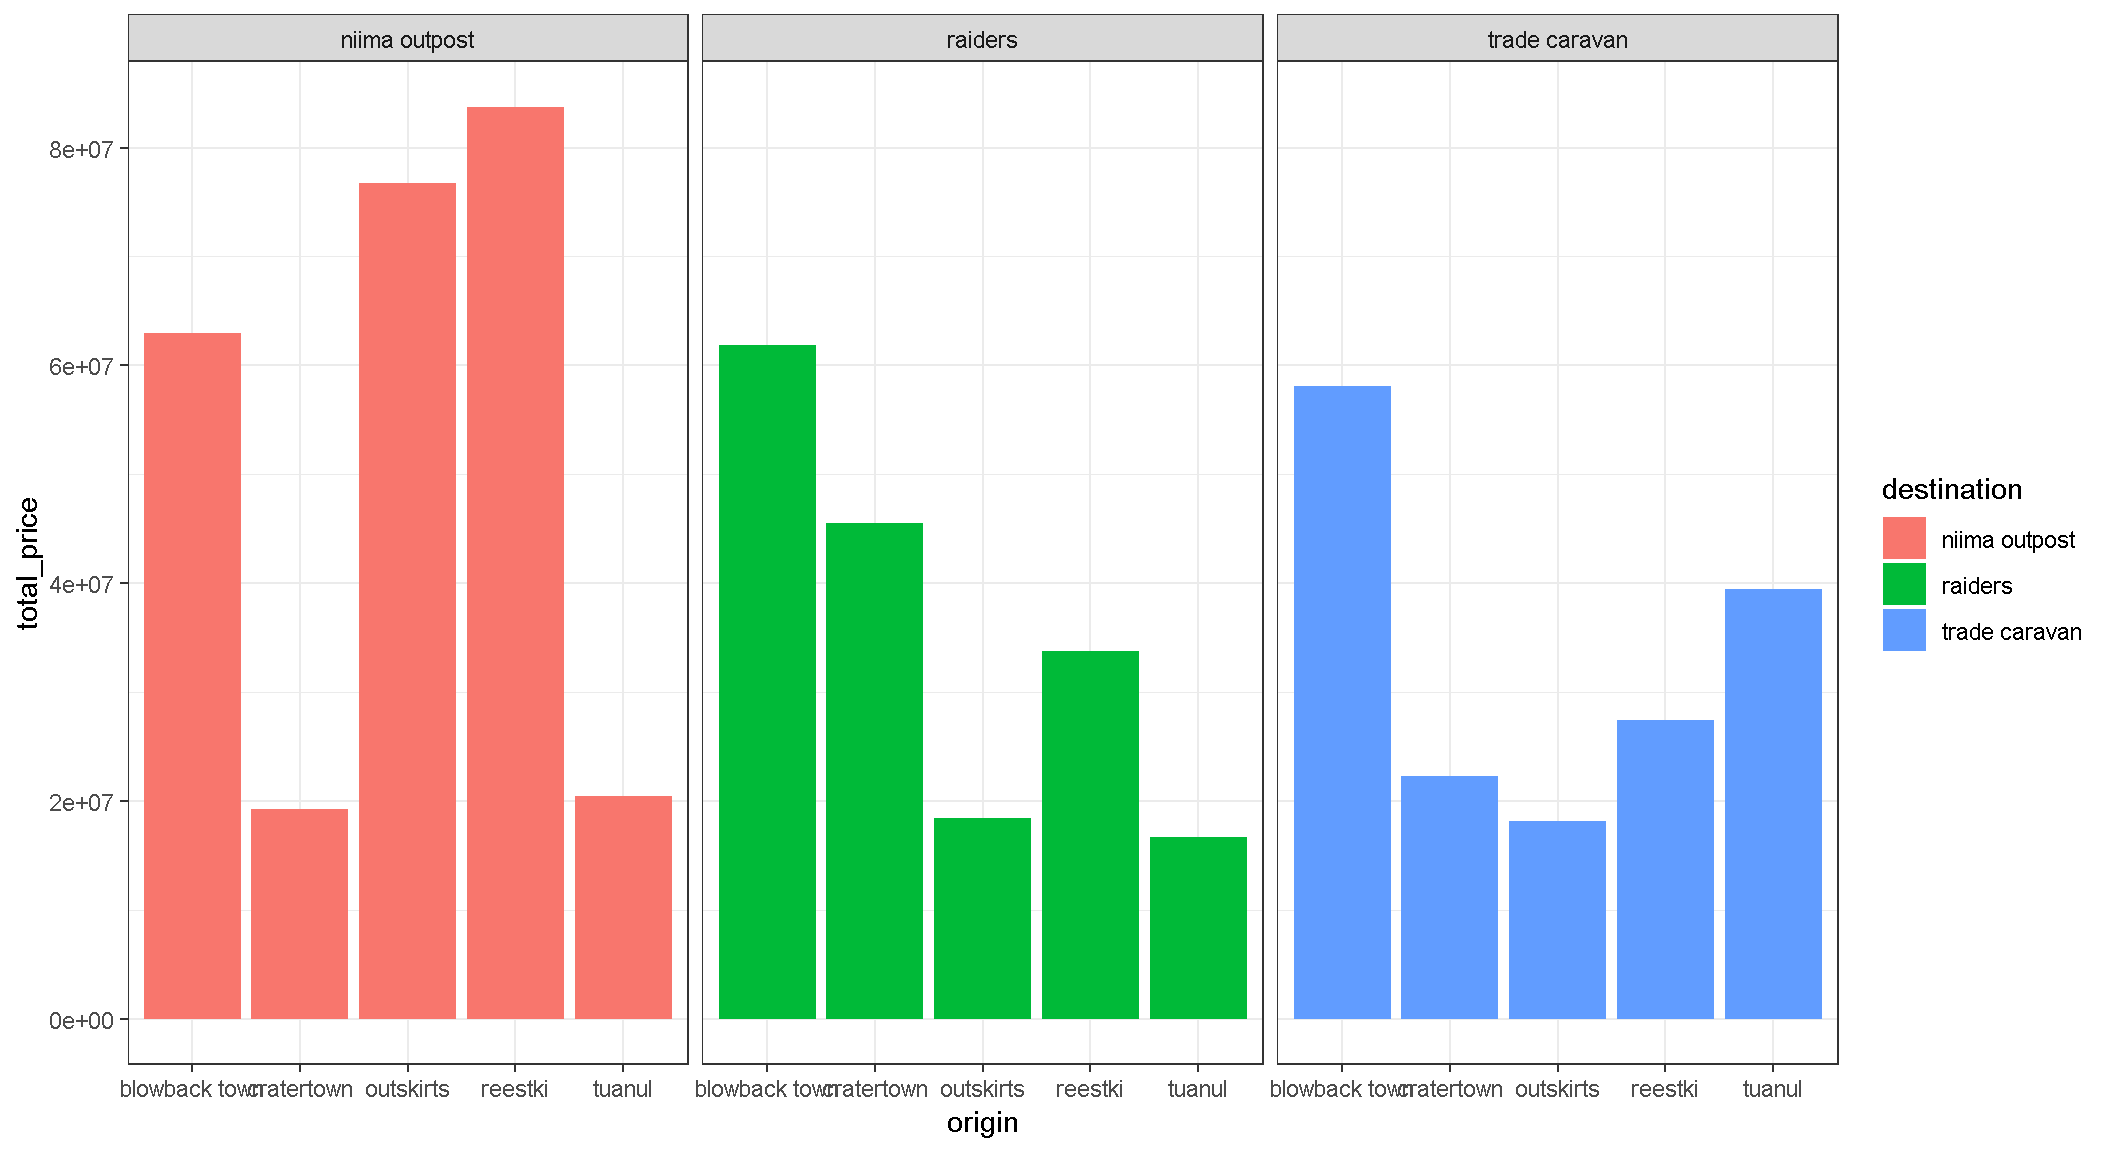 niima outpost
raiders
trade caravan
total_price
8e+07
6e+07
4e+07
2e+07
0e+00
blowback town cratertown outskirts reestki tuanul
blowback town cratertown outskirts reestki tuanul
blowback town cratertown outskirts reestki tuanul
origin
destination
niima outpost
raiders
trade caravan